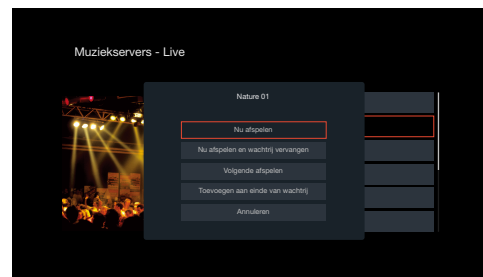 Muziekservers - Live
Nature 01
Nu afspelen
Nu afspelen en wachtrij vervangen
Volgende afspelen
Toevoegen aan einde van wachtrij
Annuleren